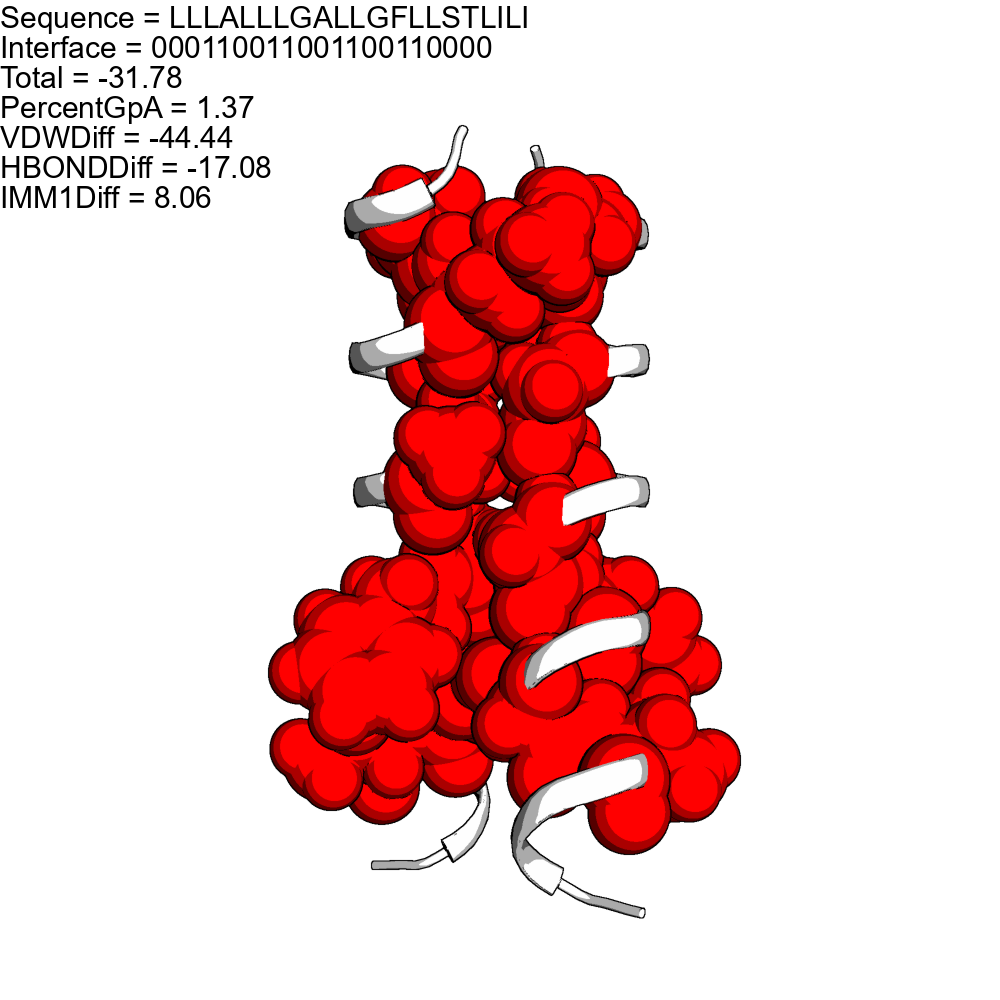 Sequence = LLLALLLGALLGFLLSTLILI
Interface = 000110011001100110000
Total = -31.78
PercentGpA = 1.37
VDWDiff = -44.44
HBONDDiff = -17.08
IMM1Diff = 8.06